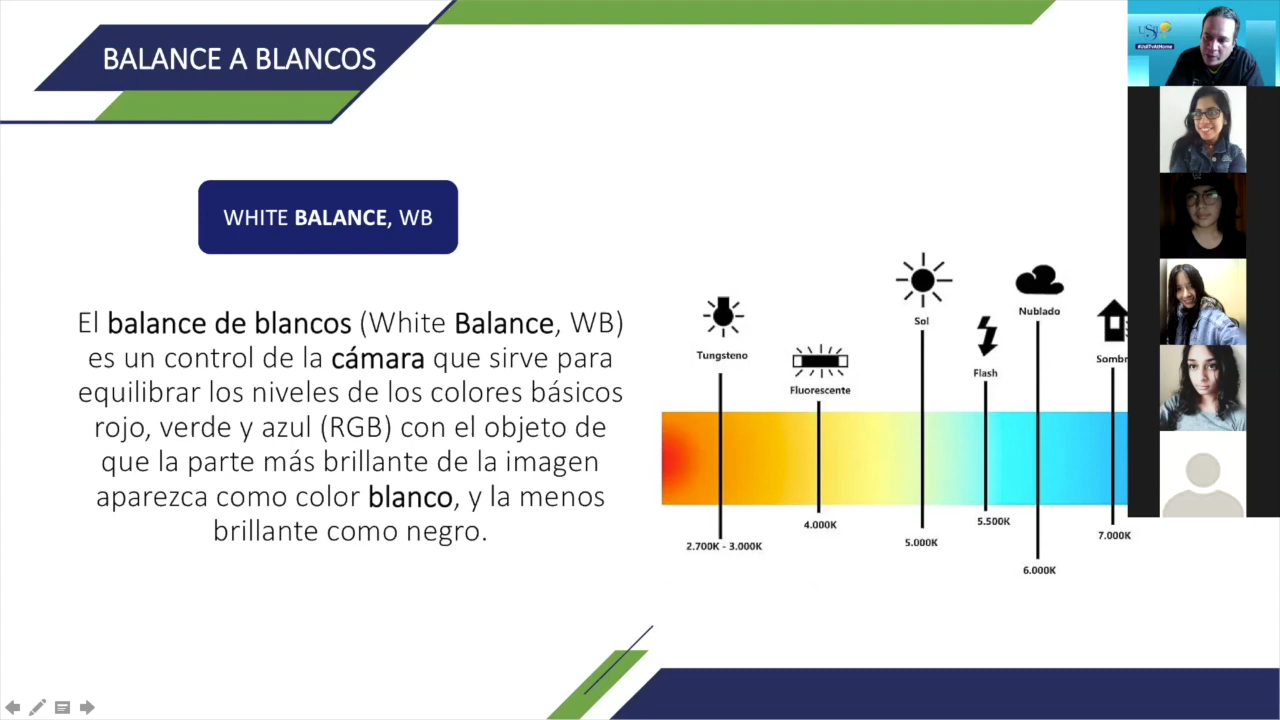 BALANCE A BLANCOS
WHITE BALANCE, WB
El balance de blancos (White Balance, WB)
es un control de la cámara que sirve para
equilibrar los niveles de los colores básicos
rojo, verde y azul (RGB) con el objeto de
que la parte más brillante de la imagen
aparezca como color blanco, y la menos
brillante como negro.
Tungsteno
Fluorescente
Sol
Flash
Nublado
Sombr
2.700K - 3.000K
4.000K
5.000K
5.500K
6.000K
7.000K
#UsilTvAtHome